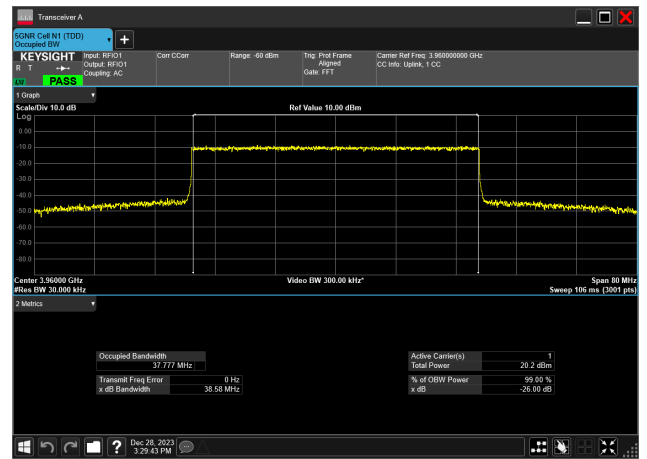 Transceiver A
5GNR Cell N1 (TDD)
Occupied BW
KEYSIGHT
R T
LW PASS
Input: RFIO1
Output: RFIO1
Coupling: AC
Corr CCorr
Range: -60 dBm
Trig: Prot Frame
Aligned
Gate: FFT
Carrier Ref Freq: 3.960000000 GHz
CC Info: Uplink, 1 CC
1 Graph
Scale/Div 10.0 dB
Ref Value 10.00 dBm
Log
0.00
-10.0
-20.0
-30.0
-40.0
-50.0
-60.0
-70.0
-80.0
Center 3.96000 GHz
Video BW 300.00 kHz*
Span 80 MHz
#Res BW 30.000 kHz
Sweep 106 ms (3001 pts)
2 Metrics
Occupied Bandwidth
37.777 MHz
Transmit Freq Error 0 Hz
x dB Bandwidth 38.58 MHz
Active Carrier(s) 1
Total Power 20.2 dBm
% of OBW Power 99.00 %
x dB -26.00 dB
?
Dec 28, 2023
3:29:43 PM